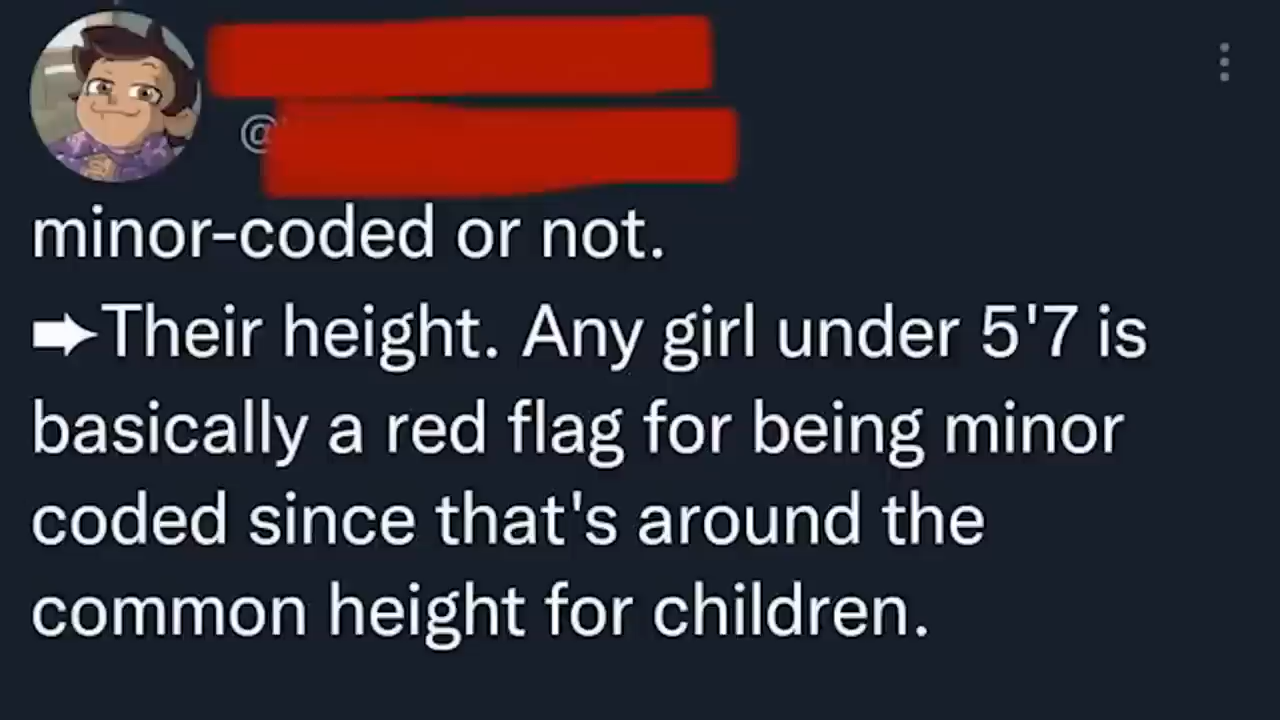 @
minor-coded or not.
➡Their height. Any girl under 5'7 is
basically a red flag for being minor
coded since that's around the
common height for children.